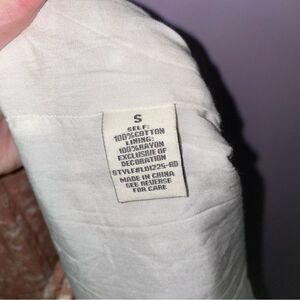 S
SELF:
100%COTTON
LINING:
100%RAYON
EXCLUSIVE OF
DECORATION
STYLE#LD1225-RD
MADE IN CHINA
SEE REVERSE
FOR CARE